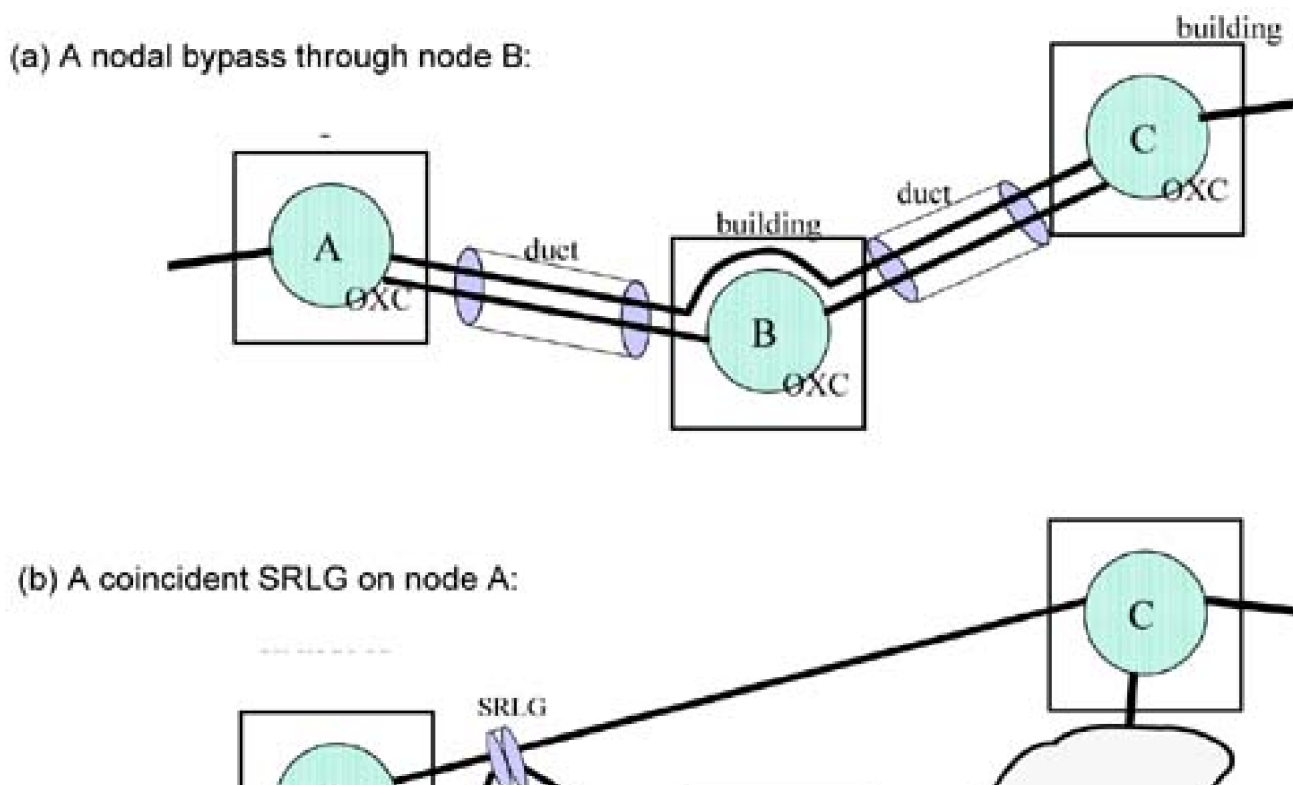 building
(a) A nodal bypass through node B:
C
OXC
duct
building
A
duct
OXC
B
OXC
(b) A coincident SRLG on node A:
C
SRLG